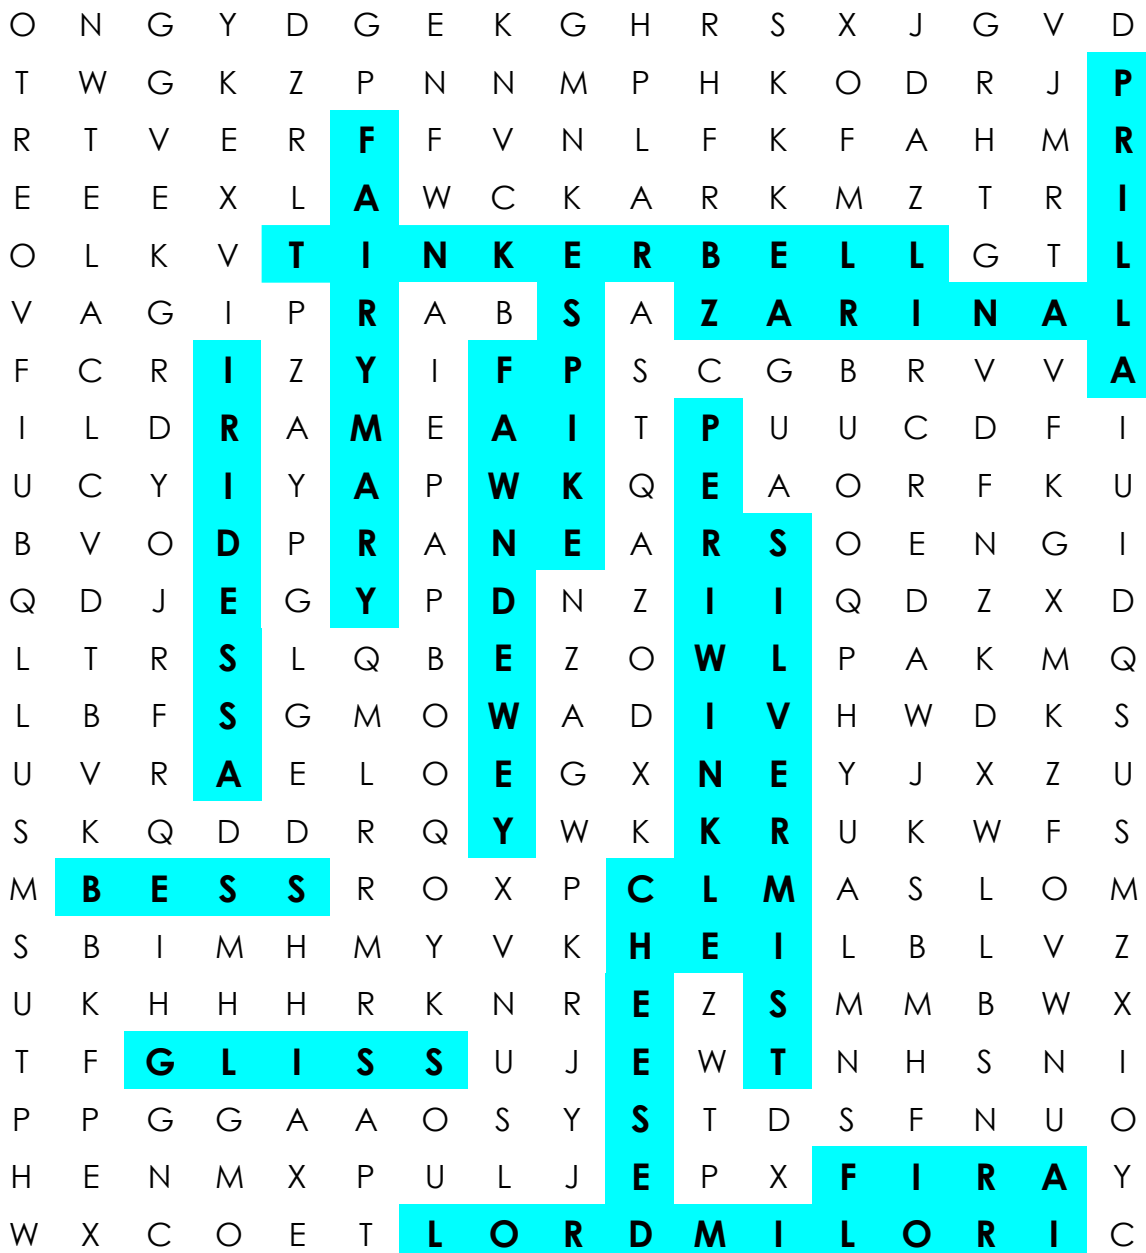 O N G Y D G E K G H R S X J G V D
T W G K Z P N N M P H K O D R J P
R T V E R F F V N L F K F A H M R
E E E X L A W C K A R K M Z T R I
O L K V T I N K E R B E L L G T L
V A G I P R A B S A Z A R I N A L
F C R I Z Y I F P S C G B R V V A
I L D R A M E A I T P U U C D F I
U C Y I Y A P W K Q E A O R F K U
B V O D P R A N E A R S O E N G I
Q D J E G Y P D N Z I I Q D Z X D
L T R S L Q B E Z O W L P A K M Q
L B F S G M O W A D I V H W D K S
U V R A E L O E G X N E Y J X Z U
S K Q D D R Q Y W K K R U K W F S
M B E S S R O X P C L M A S L O M
S B I M H M Y V K H E I L B L V Z
U K H H H R K N R E Z S M M B W X
T F G L I S S U J E W T N H S N I
P P G G A A O S Y S T D S F N U O
H E N M X P U L J E P X F I R A Y
W X C O E T L O R D M I L O R I C